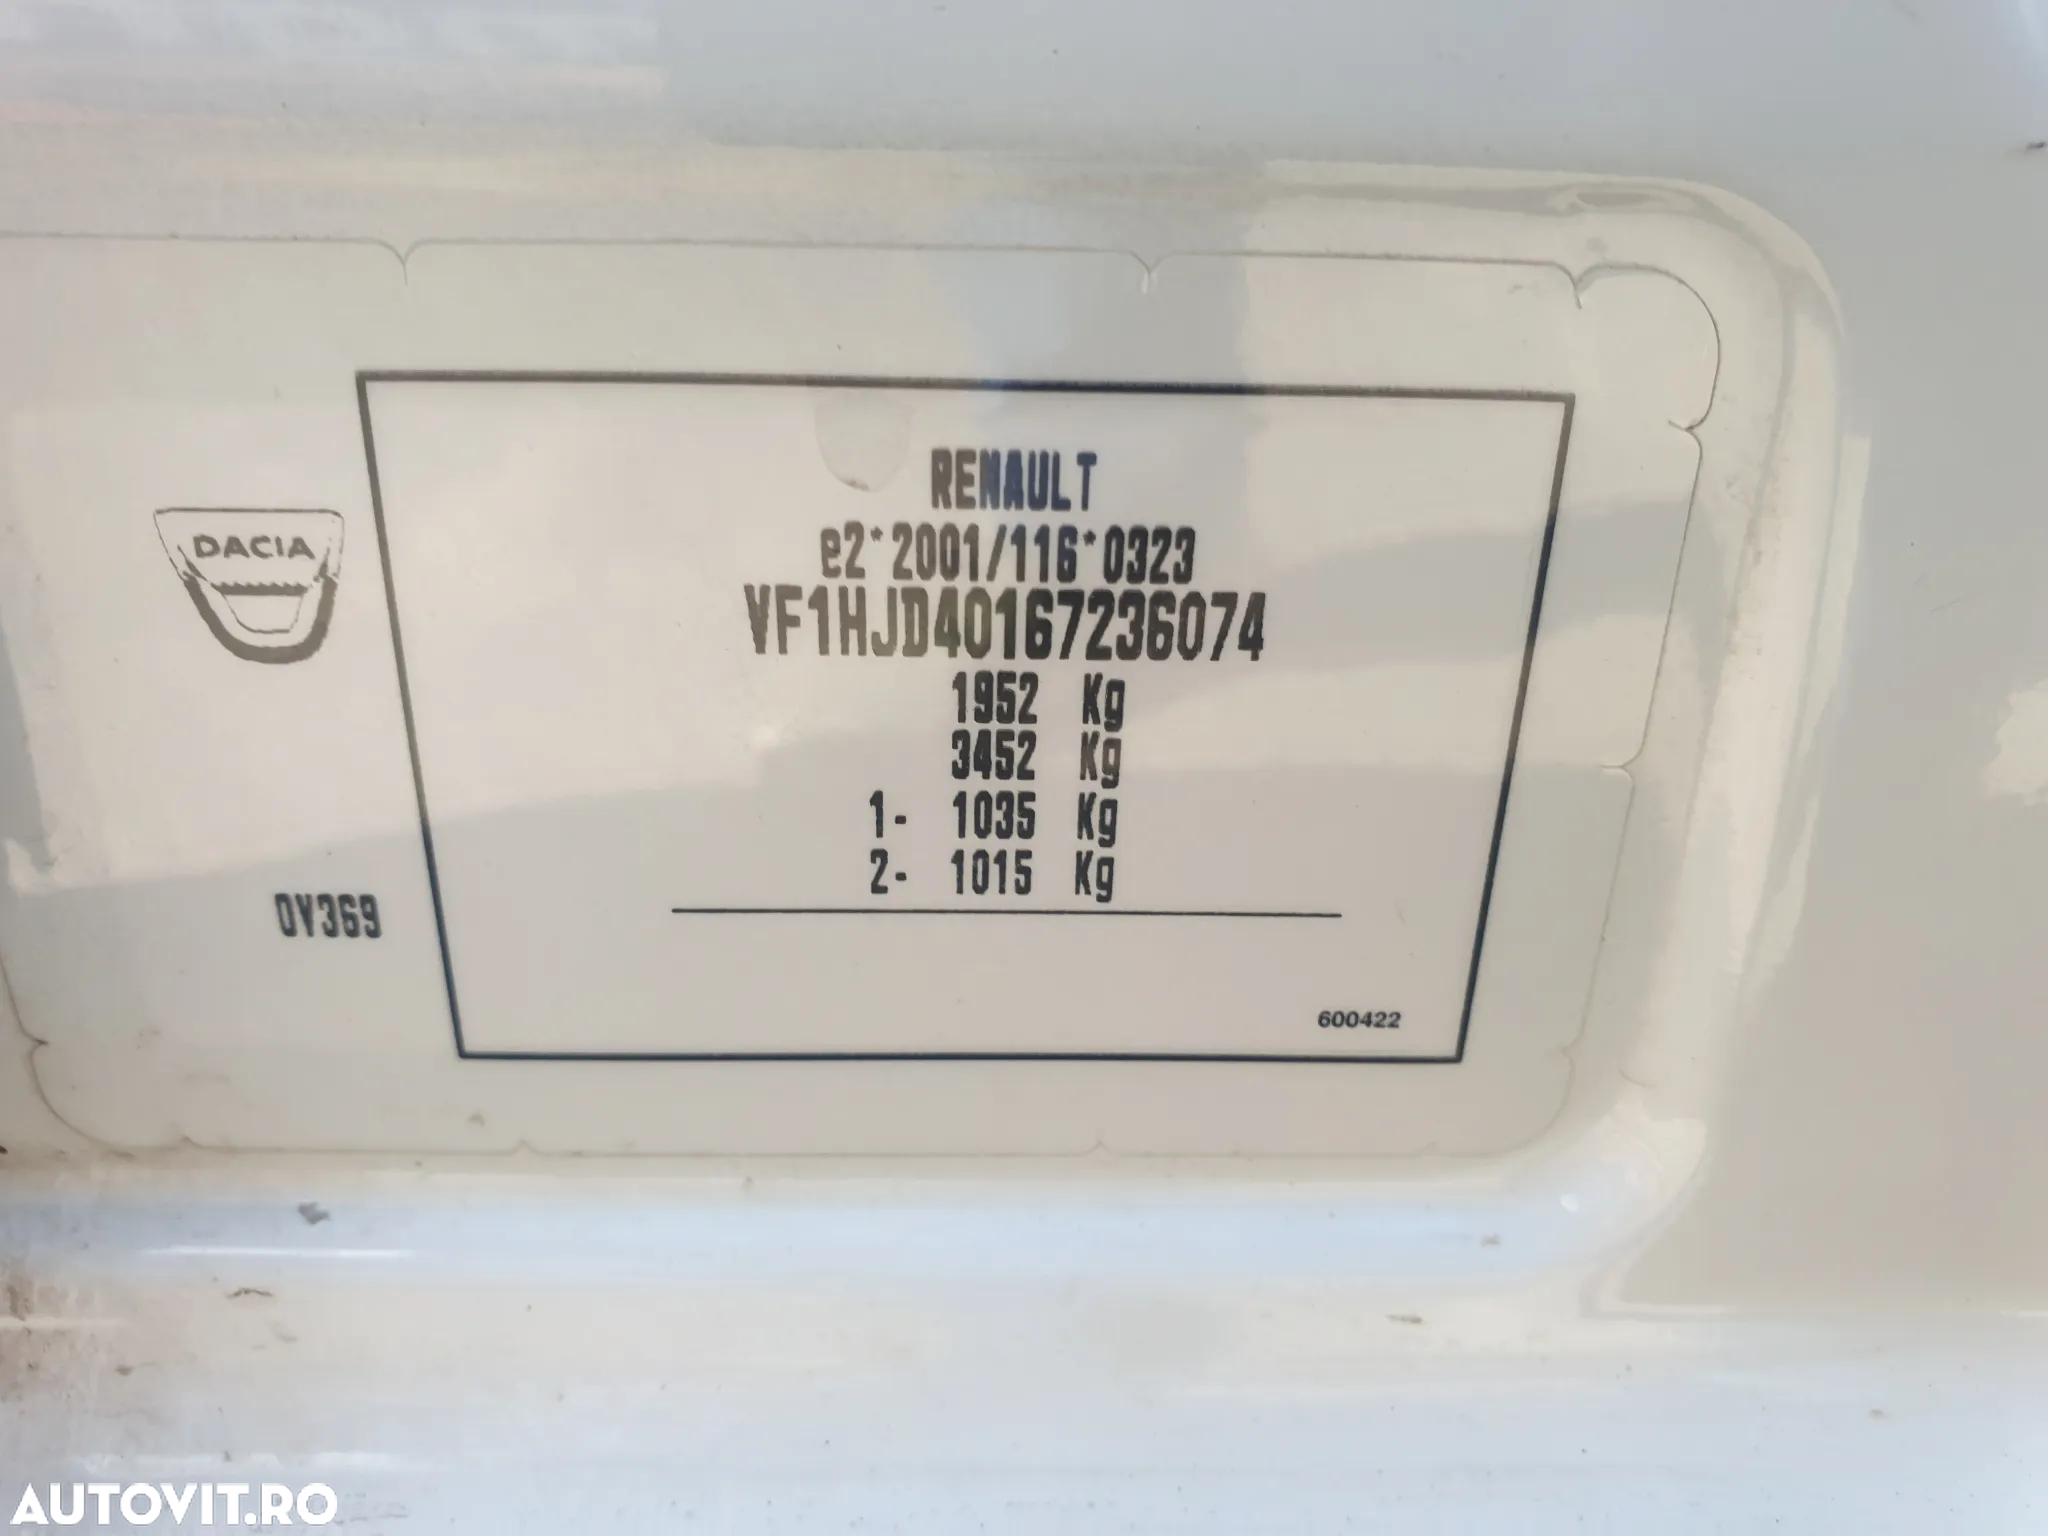 RENAULT
DACIA
e2*2001/116*0323
VF1HJD40167236074
1952 Kg
3452 Kg
1- 1035 Kg
2- 1015 Kg
OV369
600422
AUTOVIT.RO